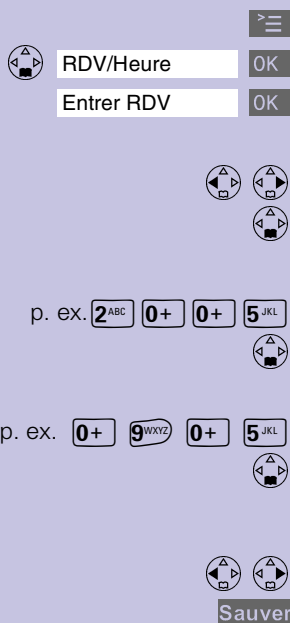 RDV/Heure OK
Entrer RDV OK
p. ex. 2ABC 0+ 0+ 5JKL
p. ex. 0+ 9WXYZ 0+ 5JKL
Sauver